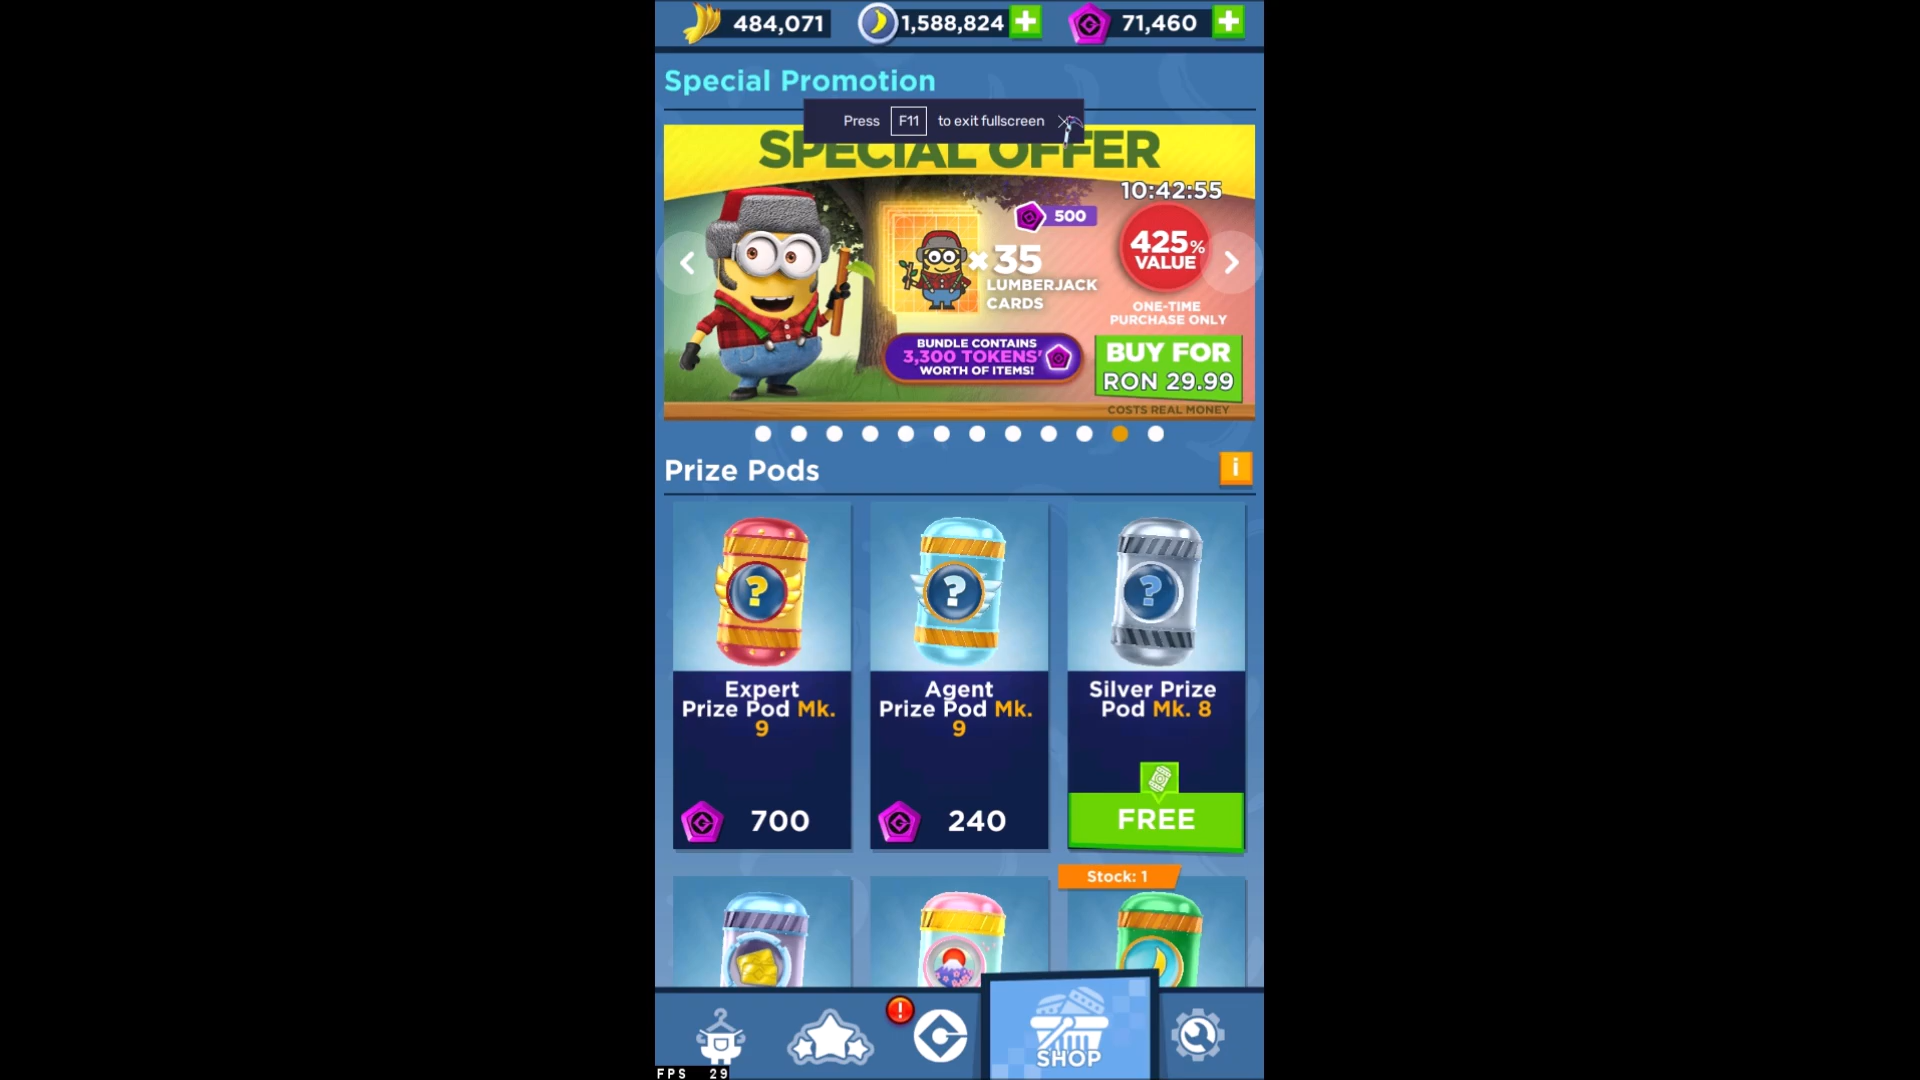 484,071
1,588,824
71,460
Special Promotion
Press F11 to exit fullscreen
SPECIAL OFFER
10:42:55
500
425%
VALUE
×35
LUMBERJACK
CARDS
ONE-TIME
PURCHASE ONLY
BUNDLE CONTAINS
3,300 TOKENS'
WORTH OF ITEMS!
BUY FOR
RON 29.99
COSTS REAL MONEY
Prize Pods
i
?
?
?
Expert
Prize Pod Mk.
9
Agent
Prize Pod Mk.
9
Silver Prize
Pod Mk. 8
700
240
FREE
Stock: 1
!
SHOP
FPS 29